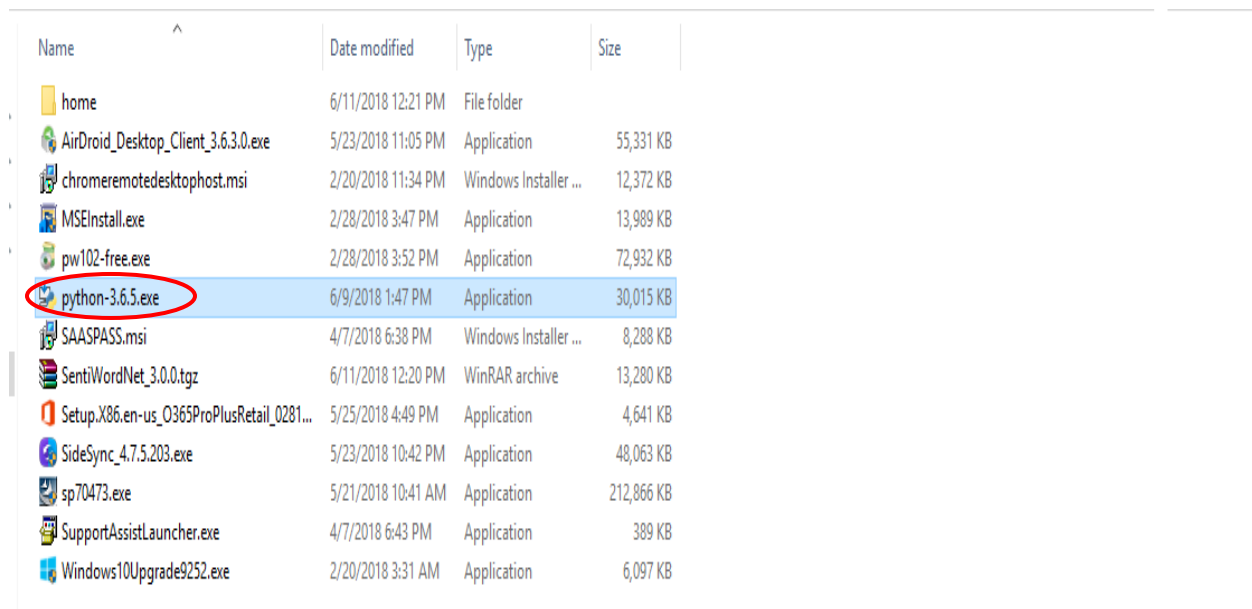 Name Date modified Type Size
home 6/11/2018 12:21 PM File folder
AirDroid_Desktop_Client_3.6.3.0.exe 5/23/2018 11:05 PM Application 55,331 KB
chromeremotedesktophost.msi 2/20/2018 11:34 PM Windows Installer ... 12,372 KB
MSEInstall.exe 2/28/2018 3:47 PM Application 13,989 KB
pw102-free.exe 2/28/2018 3:52 PM Application 72,932 KB
python-3.6.5.exe 6/9/2018 1:47 PM Application 30,015 KB
SAASPASS.msi 4/7/2018 6:38 PM Windows Installer ... 8,288 KB
SentiWordNet_3.0.0.tgz 6/11/2018 12:20 PM WinRAR archive 13,280 KB
Setup.X86.en-us_O365ProPlusRetail_0281... 5/25/2018 4:49 PM Application 4,641 KB
SideSync_4.7.5.203.exe 5/23/2018 10:42 PM Application 48,063 KB
sp70473.exe 5/21/2018 10:41 AM Application 212,866 KB
SupportAssistLauncher.exe 4/7/2018 6:43 PM Application 389 KB
Windows10Upgrade9252.exe 2/20/2018 3:31 AM Application 6,097 KB